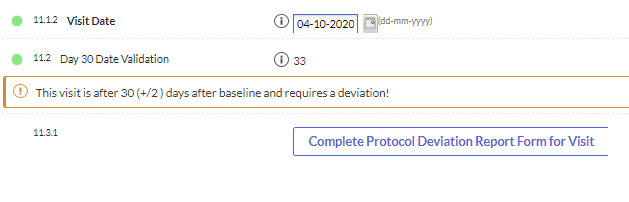 11.1.2 Visit Date 04-10-2020 (dd-mm-yyyy)
11.2 Day 30 Date Validation 33
This visit is after 30 (+/2 ) days after baseline and requires a deviation!
11.3.1 Complete Protocol Deviation Report Form for Visit